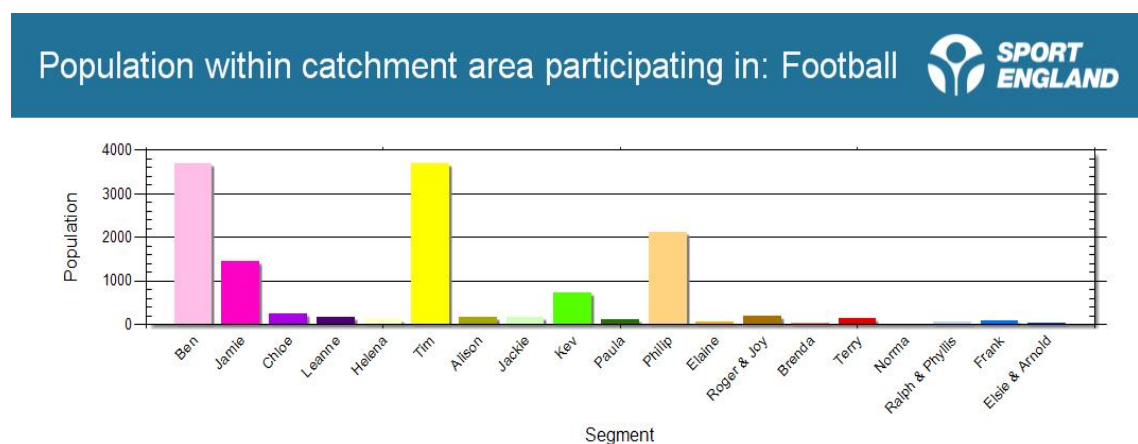 Population within catchment area participating in: Football
SPORT
ENGLAND
4000
3000
2000
1000
0
Population
Ben
Jamie
Chloe
Leanne
Helena
Tim
Alison
Jackie
Kev
Paula
Philip
Elaine
Roger & Joy
Brenda
Terry
Norma
Ralph & Phyllis
Frank
Elsie & Arnold
Segment